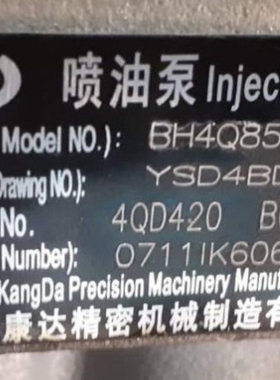 喷油泵 Injec
Model NO.): BH4Q85
Drawing NO.): YSD4BD
No. 4QD420 B
Number): 0711IK606
KangDa Precision Machinery Manuf
康达精密机械制造有